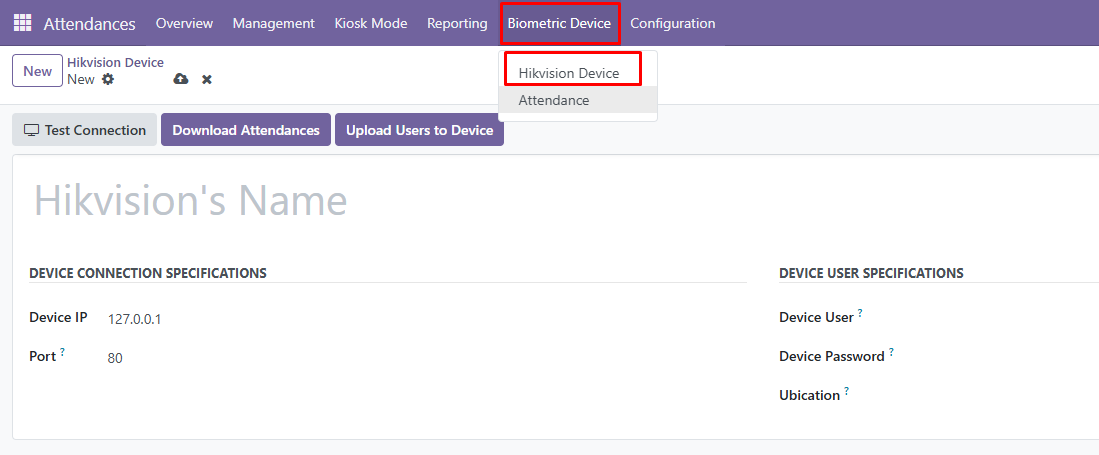 Attendances Overview Management Kiosk Mode Reporting Biometric Device Configuration
New
Hikvision Device
New
Hikvision Device
Attendance
Test Connection Download Attendances Upload Users to Device
Hikvision's Name
DEVICE CONNECTION SPECIFICATIONS
Device IP 127.0.0.1
Port ? 80
DEVICE USER SPECIFICATIONS
Device User ?
Device Password ?
Ubication ?